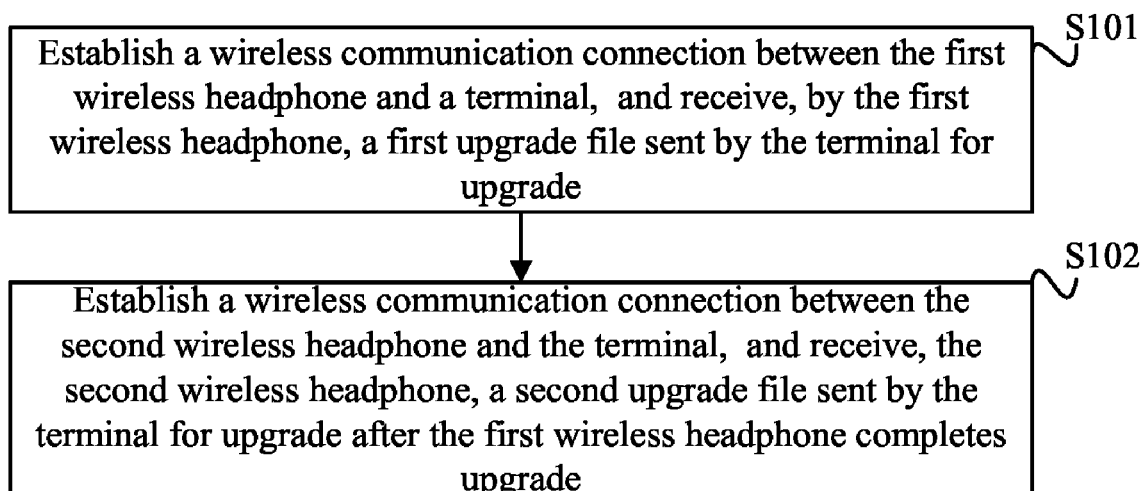 S101
Establish a wireless communication connection between the first
wireless headphone and a terminal, and receive, by the first
wireless headphone, a first upgrade file sent by the terminal for
upgrade
S102
Establish a wireless communication connection between the
second wireless headphone and the terminal, and receive, the
second wireless headphone, a second upgrade file sent by the
terminal for upgrade after the first wireless headphone completes
upgrade